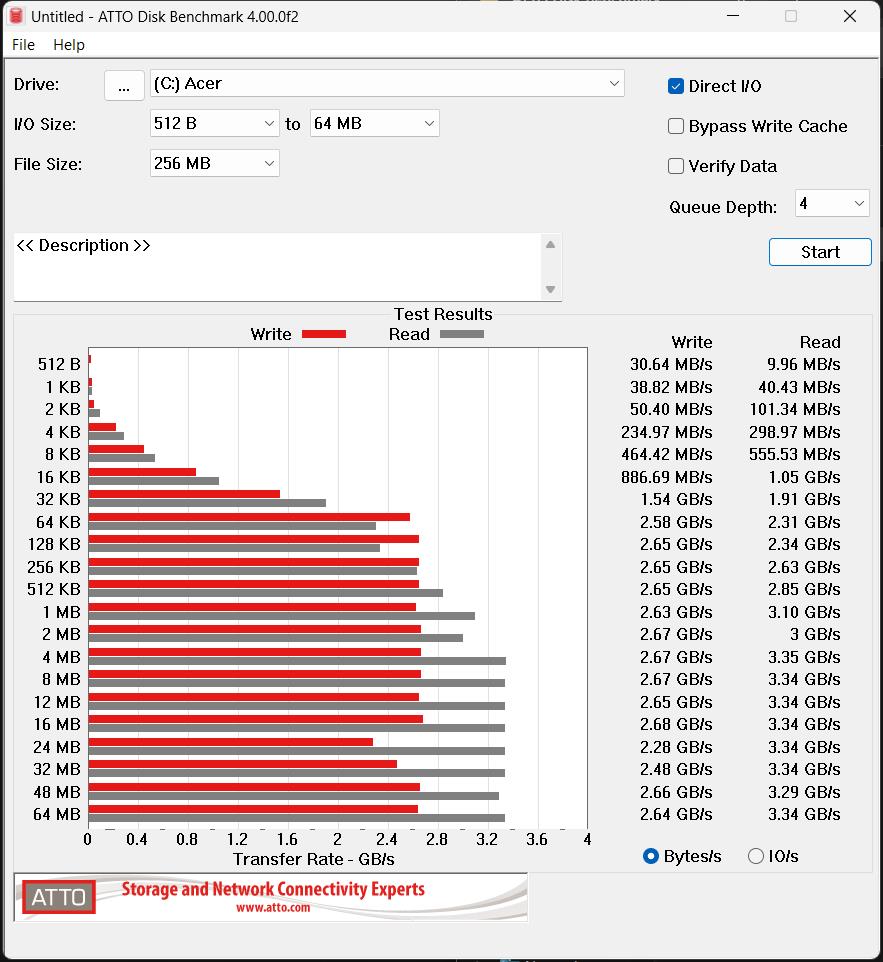 Untitled - ATTO Disk Benchmark 4.00.0f2
File Help
Drive: ... (C:) Acer
Direct I/O
I/O Size: 512 B to 64 MB
Bypass Write Cache
File Size: 256 MB
Verify Data
Queue Depth: 4
<< Description >>
Start
Test Results
Write Read
Write Read
512 B 30.64 MB/s 9.96 MB/s
1 KB 38.82 MB/s 40.43 MB/s
2 KB 50.40 MB/s 101.34 MB/s
4 KB 234.97 MB/s 298.97 MB/s
8 KB 464.42 MB/s 555.53 MB/s
16 KB 886.69 MB/s 1.05 GB/s
32 KB 1.54 GB/s 1.91 GB/s
64 KB 2.58 GB/s 2.31 GB/s
128 KB 2.65 GB/s 2.34 GB/s
256 KB 2.65 GB/s 2.63 GB/s
512 KB 2.65 GB/s 2.85 GB/s
1 MB 2.63 GB/s 3.10 GB/s
2 MB 2.67 GB/s 3 GB/s
4 MB 2.67 GB/s 3.35 GB/s
8 MB 2.67 GB/s 3.34 GB/s
12 MB 2.65 GB/s 3.34 GB/s
16 MB 2.68 GB/s 3.34 GB/s
24 MB 2.28 GB/s 3.34 GB/s
32 MB 2.48 GB/s 3.34 GB/s
48 MB 2.66 GB/s 3.29 GB/s
64 MB 2.64 GB/s 3.34 GB/s
0 0.4 0.8 1.2 1.6 2 2.4 2.8 3.2 3.6 4
Transfer Rate - GB/s
Bytes/s IO/s
ATTO
Storage and Network Connectivity Experts
www.atto.com